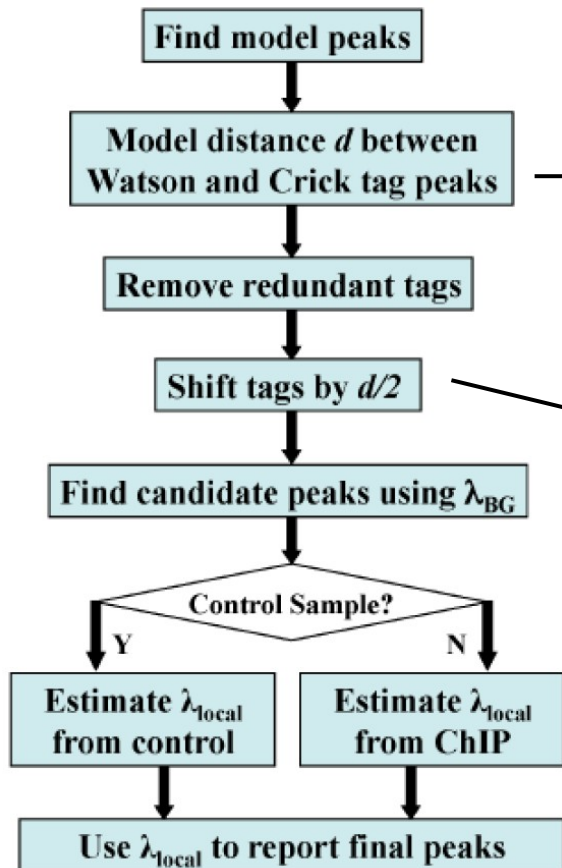 Find model peaks
Model distance d between
Watson and Crick tag peaks
Remove redundant tags
Shift tags by d/2
Find candidate peaks using λBG
Control Sample?
Y
N
Estimate λlocal
from control
Estimate λlocal
from ChIP
Use λlocal to report final peaks